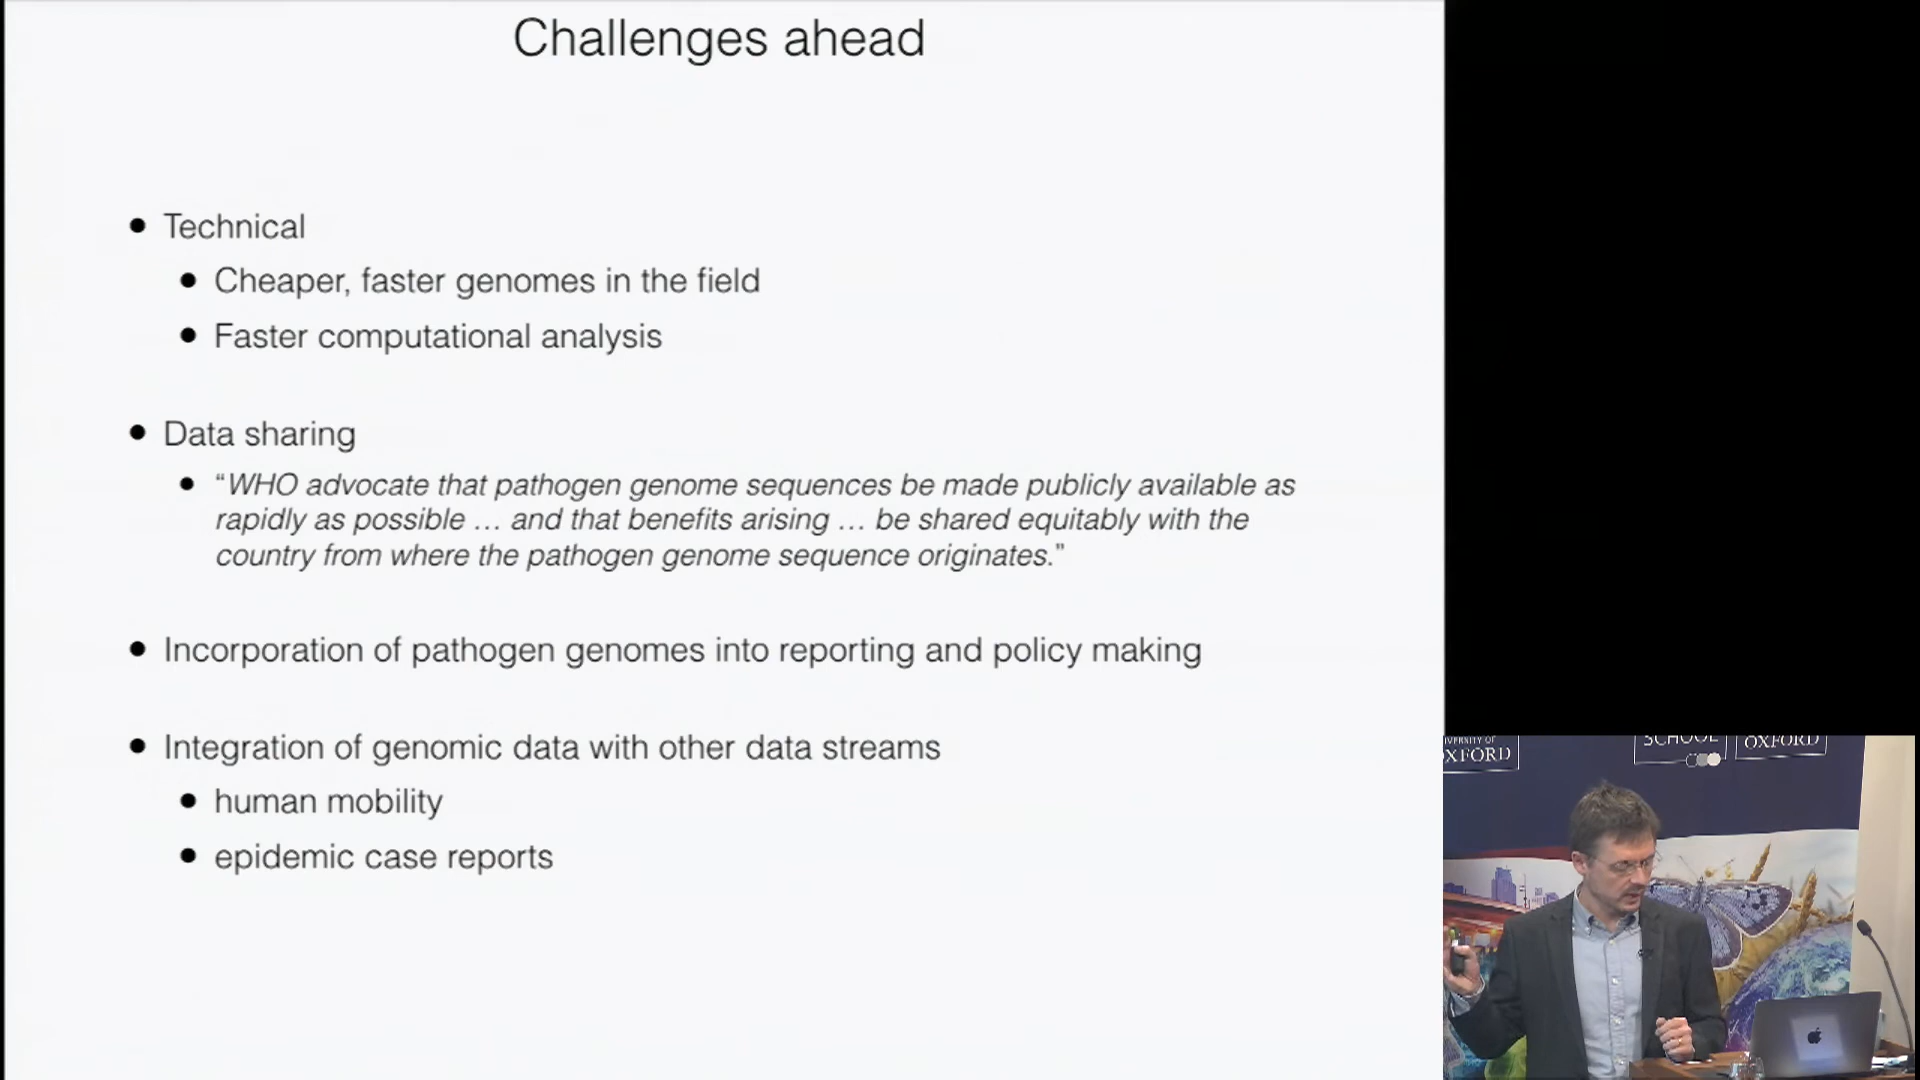 Challenges ahead
• Technical
• Cheaper, faster genomes in the field
• Faster computational analysis
• Data sharing
• “WHO advocate that pathogen genome sequences be made publicly available as
rapidly as possible … and that benefits arising … be shared equitably with the
country from where the pathogen genome sequence originates.”
• Incorporation of pathogen genomes into reporting and policy making
• Integration of genomic data with other data streams
• human mobility
• epidemic case reports
SCHOOL
OXFORD